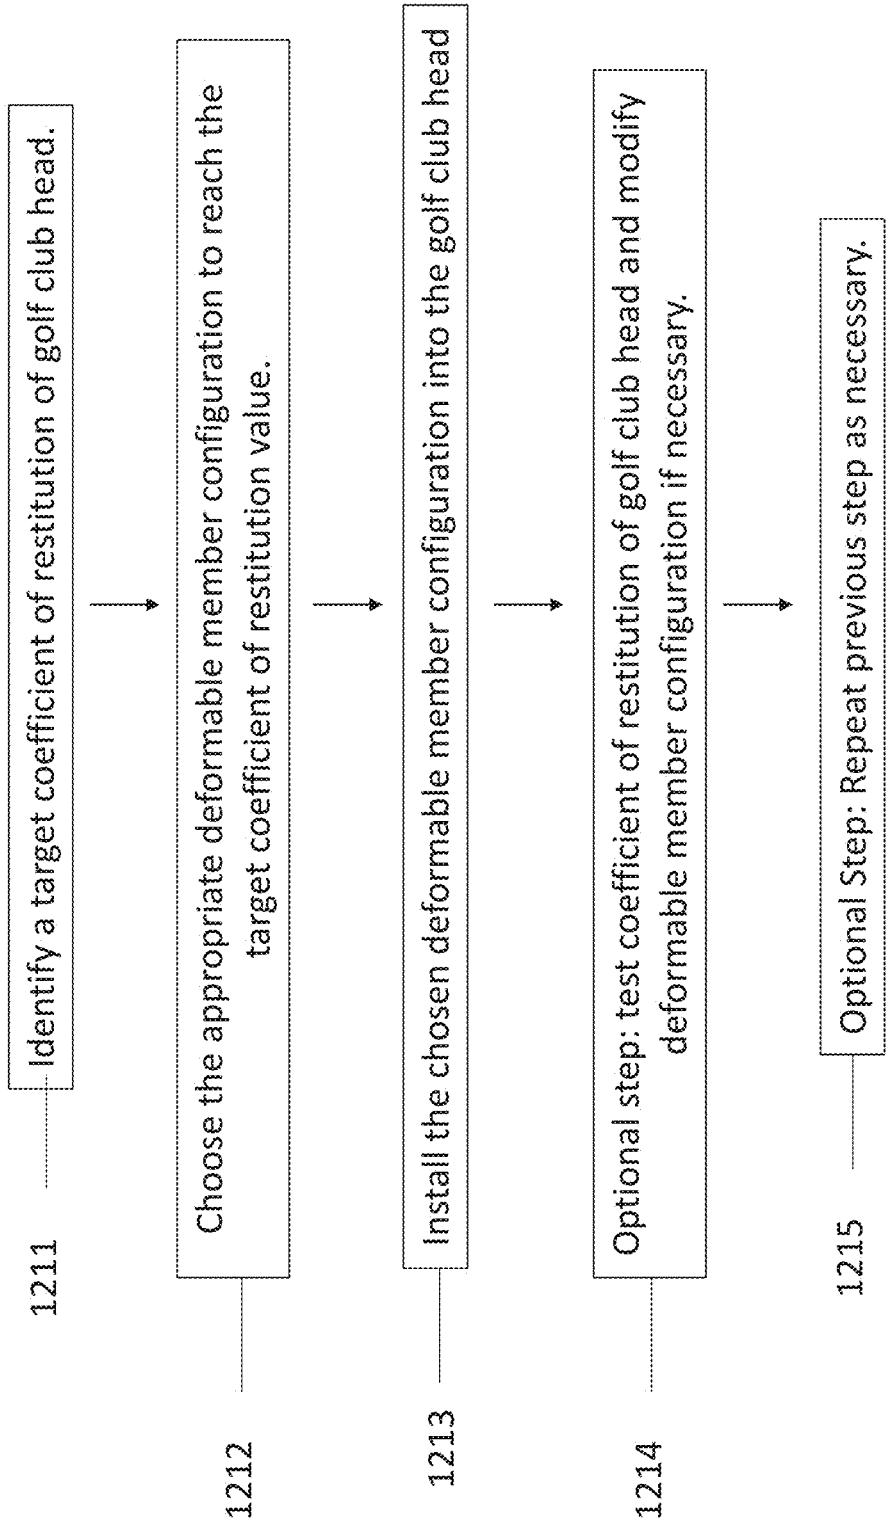 1211
Identify a target coefficient of restitution of golf club head.
1212
Choose the appropriate deformable member configuration to reach the
target coefficient of restitution value.
1213
Install the chosen deformable member configuration into the golf club head
1214
Optional step: test coefficient of restitution of golf club head and modify
deformable member configuration if necessary.
1215
Optional Step: Repeat previous step as necessary.